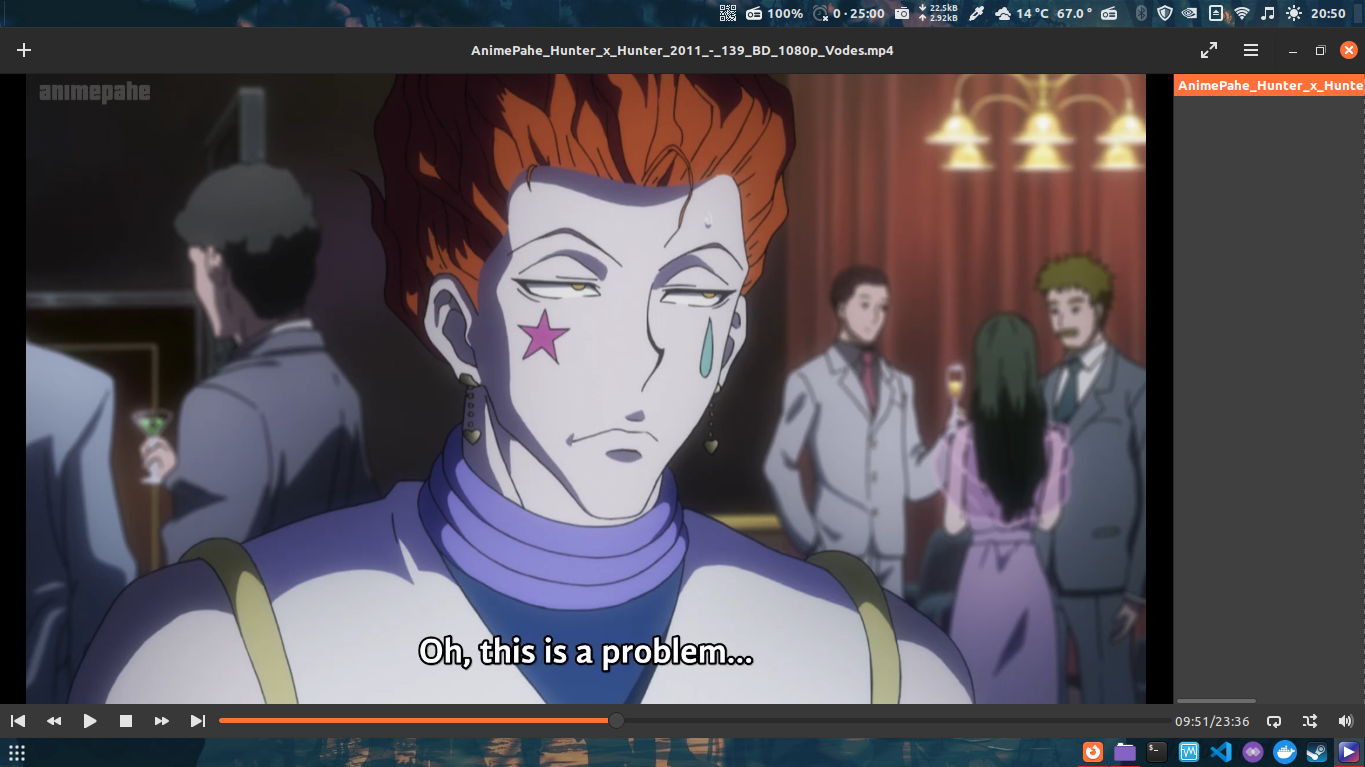 100% 0 · 25:00 22.5kB 2.92kB 14 °C 67.0 ° 20:50
AnimePahe_Hunter_x_Hunter_2011_-_139_BD_1080p_Vodes.mp4
animepahe
AnimePahe_Hunter_x_Hunte
Oh, this is a problem...
09:51/23:36